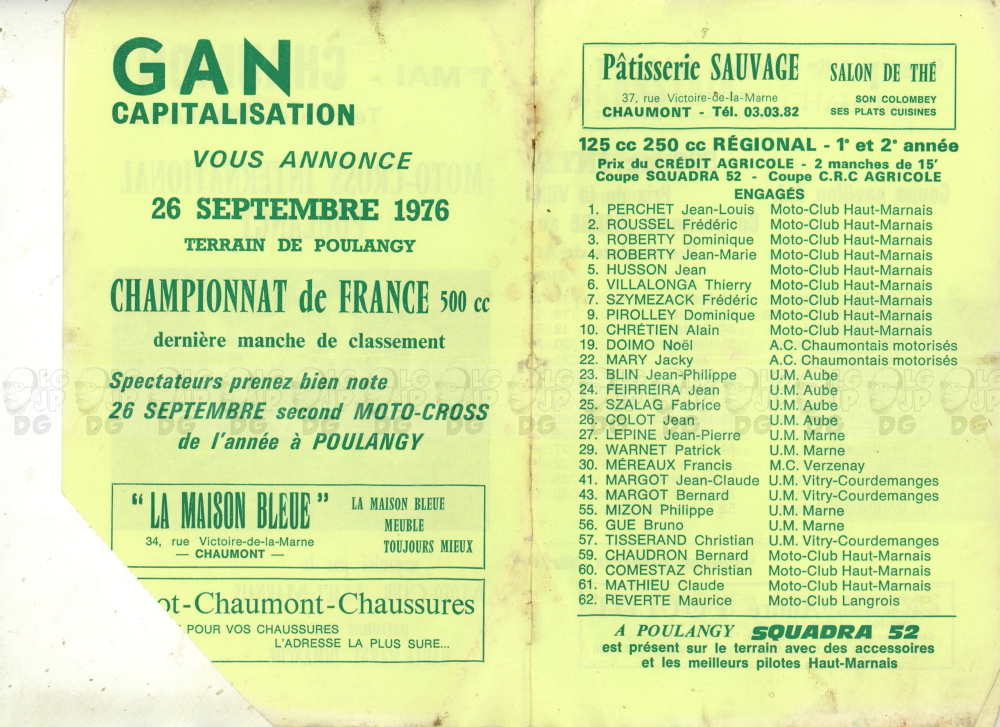 GAN
CAPITALISATION
VOUS ANNONCE
26 SEPTEMBRE 1976
TERRAIN DE POULANGY
CHAMPIONNAT de FRANCE 500 cc
dernière manche de classement
Spectateurs prenez bien note
26 SEPTEMBRE second MOTO-CROSS
de l'année à POULANGY
"LA MAISON BLEUE"
34, rue Victoire-de-la-Marne
— CHAUMONT —
LA MAISON BLEUE
MEUBLE
TOUJOURS MIEUX
ot-Chaumont-Chaussures
POUR VOS CHAUSSURES
L'ADRESSE LA PLUS SURE...
Pâtisserie SAUVAGE
37, rue Victoire-de-la-Marne
CHAUMONT - Tél. 03.03.82
SALON DE THÉ
SON COLOMBEY
SES PLATS CUISINES
125 cc 250 cc RÉGIONAL - 1e et 2e année
Prix du CRÉDIT AGRICOLE - 2 manches de 15'
Coupe SQUADRA 52 - Coupe C.R.C AGRICOLE
ENGAGÉS
1. PERCHET Jean-Louis Moto-Club Haut-Marnais
2. ROUSSEL Frédéric Moto-Club Haut-Marnais
3. ROBERTY Dominique Moto-Club Haut-Marnais
4. ROBERTY Jean-Marie Moto-Club Haut-Marnais
5. HUSSON Jean Moto-Club Haut-Marnais
6. VILLALONGA Thierry Moto-Club Haut-Marnais
7. SZYMEZACK Frédéric Moto-Club Haut-Marnais
9. PIROLLEY Dominique Moto-Club Haut-Marnais
10. CHRÉTIEN Alain Moto-Club Haut-Marnais
19. DOIMO Noël A.C. Chaumontais motorisés
22. MARY Jacky A.C. Chaumontais motorisés
23. BLIN Jean-Philippe U.M. Aube
24. FEIRREIRA Jean U.M. Aube
25. SZALAG Fabrice U.M. Aube
26. COLOT Jean U.M. Aube
27. LEPINE Jean-Pierre U.M. Marne
29. WARNET Patrick U.M. Marne
30. MÉREAUX Francis M.C. Verzenay
41. MARGOT Jean-Claude U.M. Vitry-Courdemanges
43. MARGOT Bernard U.M. Vitry-Courdemanges
55. MIZON Philippe U.M. Marne
56. GUE Bruno U.M. Marne
57. TISSERAND Christian U.M. Vitry-Courdemanges
59. CHAUDRON Bernard Moto-Club Haut-Marnais
60. COMESTAZ Christian Moto-Club Haut-Marnais
61. MATHIEU Claude Moto-Club Haut-Marnais
62. REVERTE Maurice Moto-Club Langrois
A POULANGY SQUADRA 52
est présent sur le terrain avec des accessoires
et les meilleurs pilotes Haut-Marnais